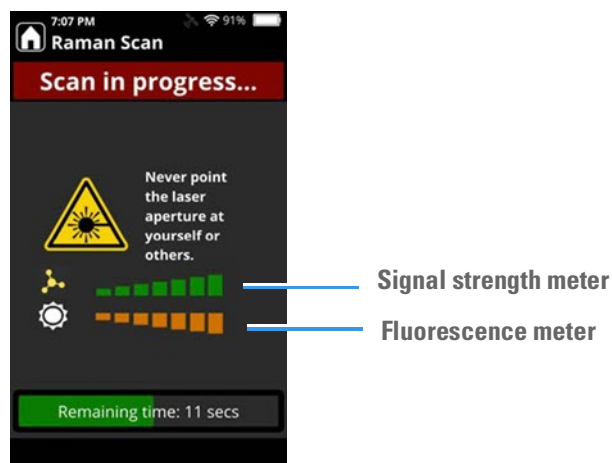 7:07 PM 91%
Raman Scan
Scan in progress...
Never point
the laser
aperture at
yourself or
others.
Signal strength meter
Fluorescence meter
Remaining time: 11 secs